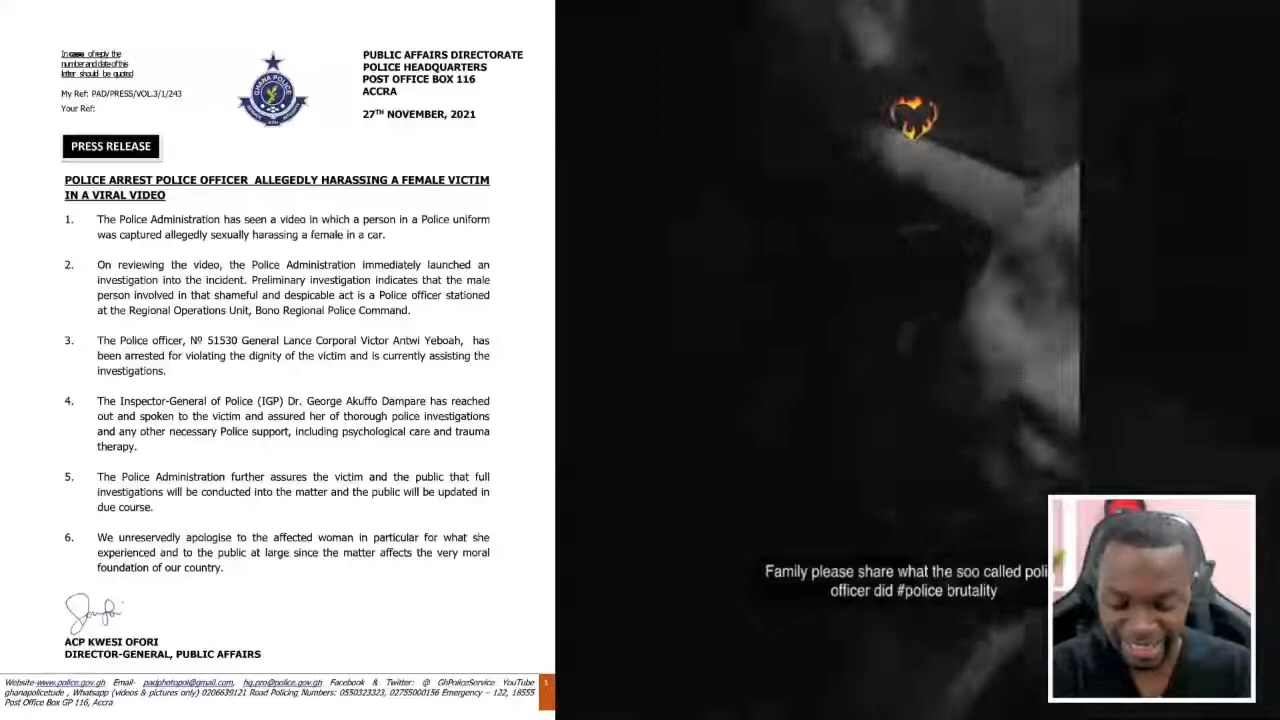 In case of reply the
number and date of this
letter should be quoted
My Ref: PAD/PRESS/VOL.3/1/243
Your Ref:
GHANA POLICE
PUBLIC AFFAIRS DIRECTORATE
POLICE HEADQUARTERS
POST OFFICE BOX 116
ACCRA
27TH NOVEMBER, 2021
PRESS RELEASE
POLICE ARREST POLICE OFFICER ALLEGEDLY HARASSING A FEMALE VICTIM
IN A VIRAL VIDEO
1. The Police Administration has seen a video in which a person in a Police uniform
was captured allegedly sexually harassing a female in a car.
2. On reviewing the video, the Police Administration immediately launched an
investigation into the incident. Preliminary investigation indicates that the male
person involved in that shameful and despicable act is a Police officer stationed
at the Regional Operations Unit, Bono Regional Police Command.
3. The Police officer, Nº 51530 General Lance Corporal Victor Antwi Yeboah, has
been arrested for violating the dignity of the victim and is currently assisting the
investigations.
4. The Inspector-General of Police (IGP) Dr. George Akuffo Dampare has reached
out and spoken to the victim and assured her of thorough police investigations
and any other necessary Police support, including psychological care and trauma
therapy.
5. The Police Administration further assures the victim and the public that full
investigations will be conducted into the matter and the public will be updated in
due course.
6. We unreservedly apologise to the affected woman in particular for what she
experienced and to the public at large since the matter affects the very moral
foundation of our country.
ACP KWESI OFORI
DIRECTOR-GENERAL, PUBLIC AFFAIRS
Website-www.police.gov.gh Email- padphotopol@gmail.com, hq.pro@police.gov.gh Facebook & Twitter: @ GhPoliceService YouTube
ghanapolicetude , Whatsapp (videos & pictures only) 0206639121 Road Policing Numbers: 0550323323, 02755000156 Emergency – 122, 18555
Post Office Box GP 116, Accra
1
Family please share what the soo called poli
officer did #police brutality